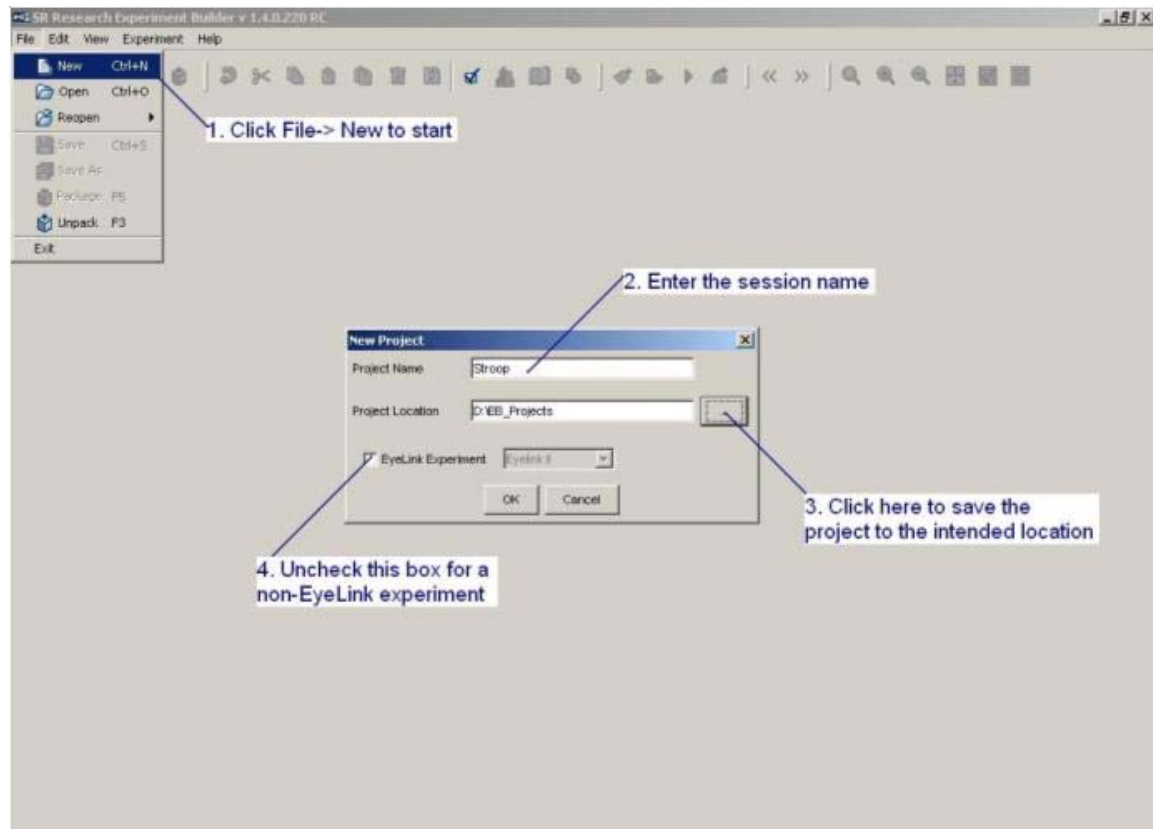 SR Research Experiment Builder v 1.4.0.220 RC
File Edit View Experiment Help
New Ctrl+N
Open Ctrl+O
Reopen
Save Ctrl+S
Save As
Package F5
Unpack F3
Exit
1. Click File-> New to start
2. Enter the session name
New Project
Project Name Stroop
Project Location D:\EB_Projects
EyeLink Experiment Eyelink II
OK Cancel
3. Click here to save the
project to the intended location
4. Uncheck this box for a
non-EyeLink experiment